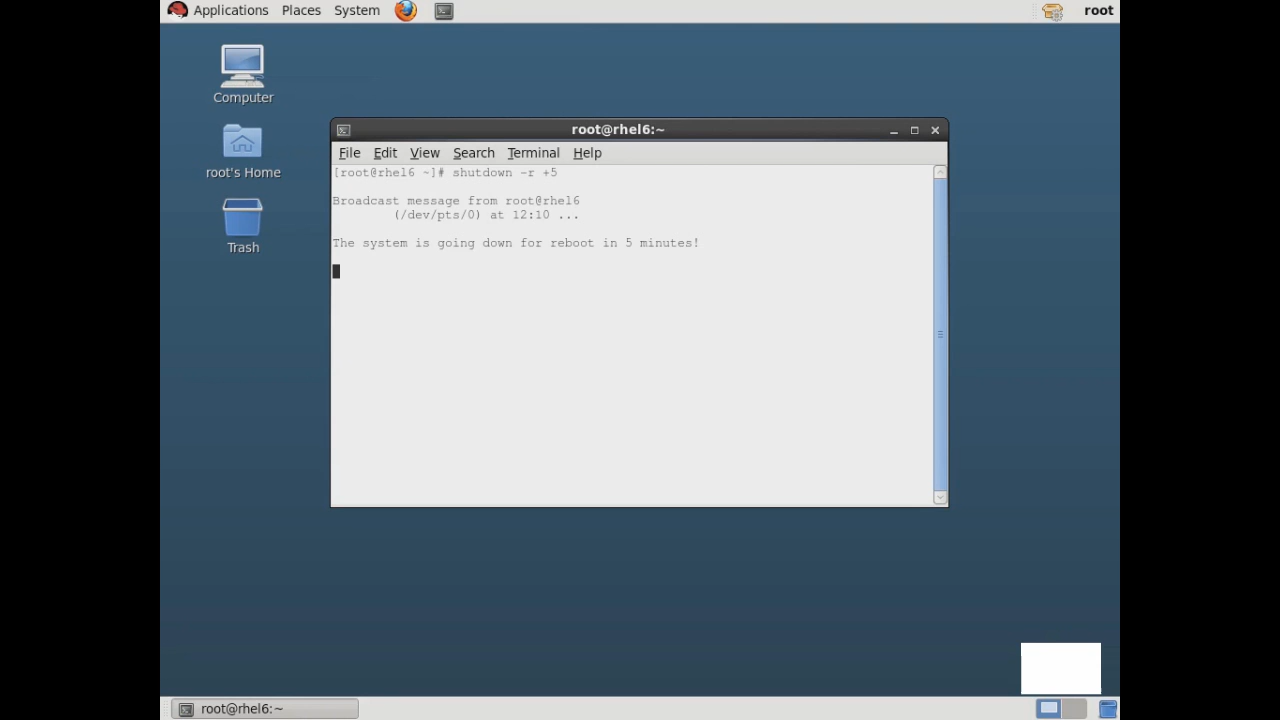 Applications Places System root
Computer
root's Home
Trash
root@rhel6:~
File Edit View Search Terminal Help
[root@rhel6 ~]# shutdown -r +5
Broadcast message from root@rhel6
(/dev/pts/0) at 12:10 ...
The system is going down for reboot in 5 minutes!
root@rhel6:~